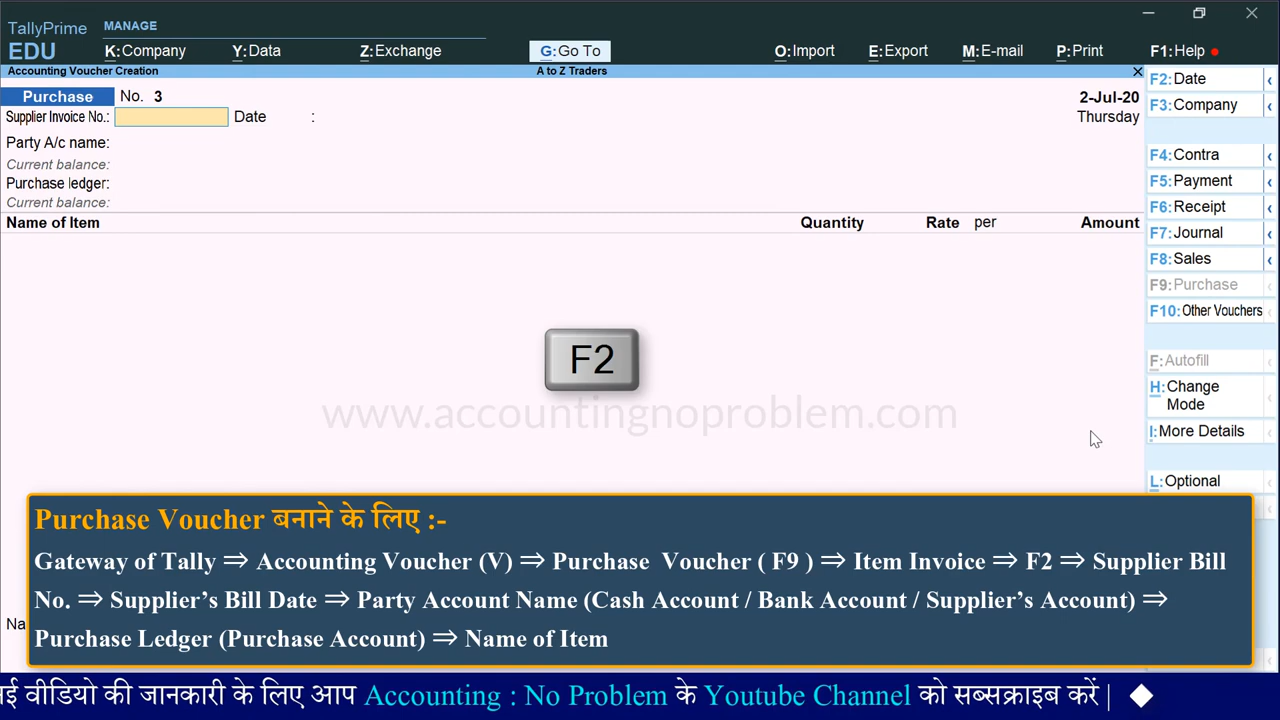 TallyPrime
EDU
MANAGE
K:Company Y:Data Z:Exchange G:Go To O:Import E:Export M:E-mail P:Print F1:Help
Accounting Voucher Creation A to Z Traders
Purchase No. 3 2-Jul-20
Supplier Invoice No.: Date : Thursday
Party A/c name:
Current balance:
Purchase ledger:
Current balance:
Name of Item Quantity Rate per Amount
F2:Date
F3:Company
F4:Contra
F5:Payment
F6:Receipt
F7:Journal
F8:Sales
F9:Purchase
F10:Other Vouchers
F:Autofill
H:Change
Mode
I:More Details
L:Optional
F2
www.accountingnoproblem.com
Purchase Voucher बनाने के लिए :-
Gateway of Tally ⇒ Accounting Voucher (V) ⇒ Purchase Voucher ( F9 ) ⇒ Item Invoice ⇒ F2 ⇒ Supplier Bill
No. ⇒ Supplier’s Bill Date ⇒ Party Account Name (Cash Account / Bank Account / Supplier’s Account) ⇒
Purchase Ledger (Purchase Account) ⇒ Name of Item
Na
वीडियो की जानकारी के लिए आप Accounting : No Problem के Youtube Channel को सब्सक्राइब करें |